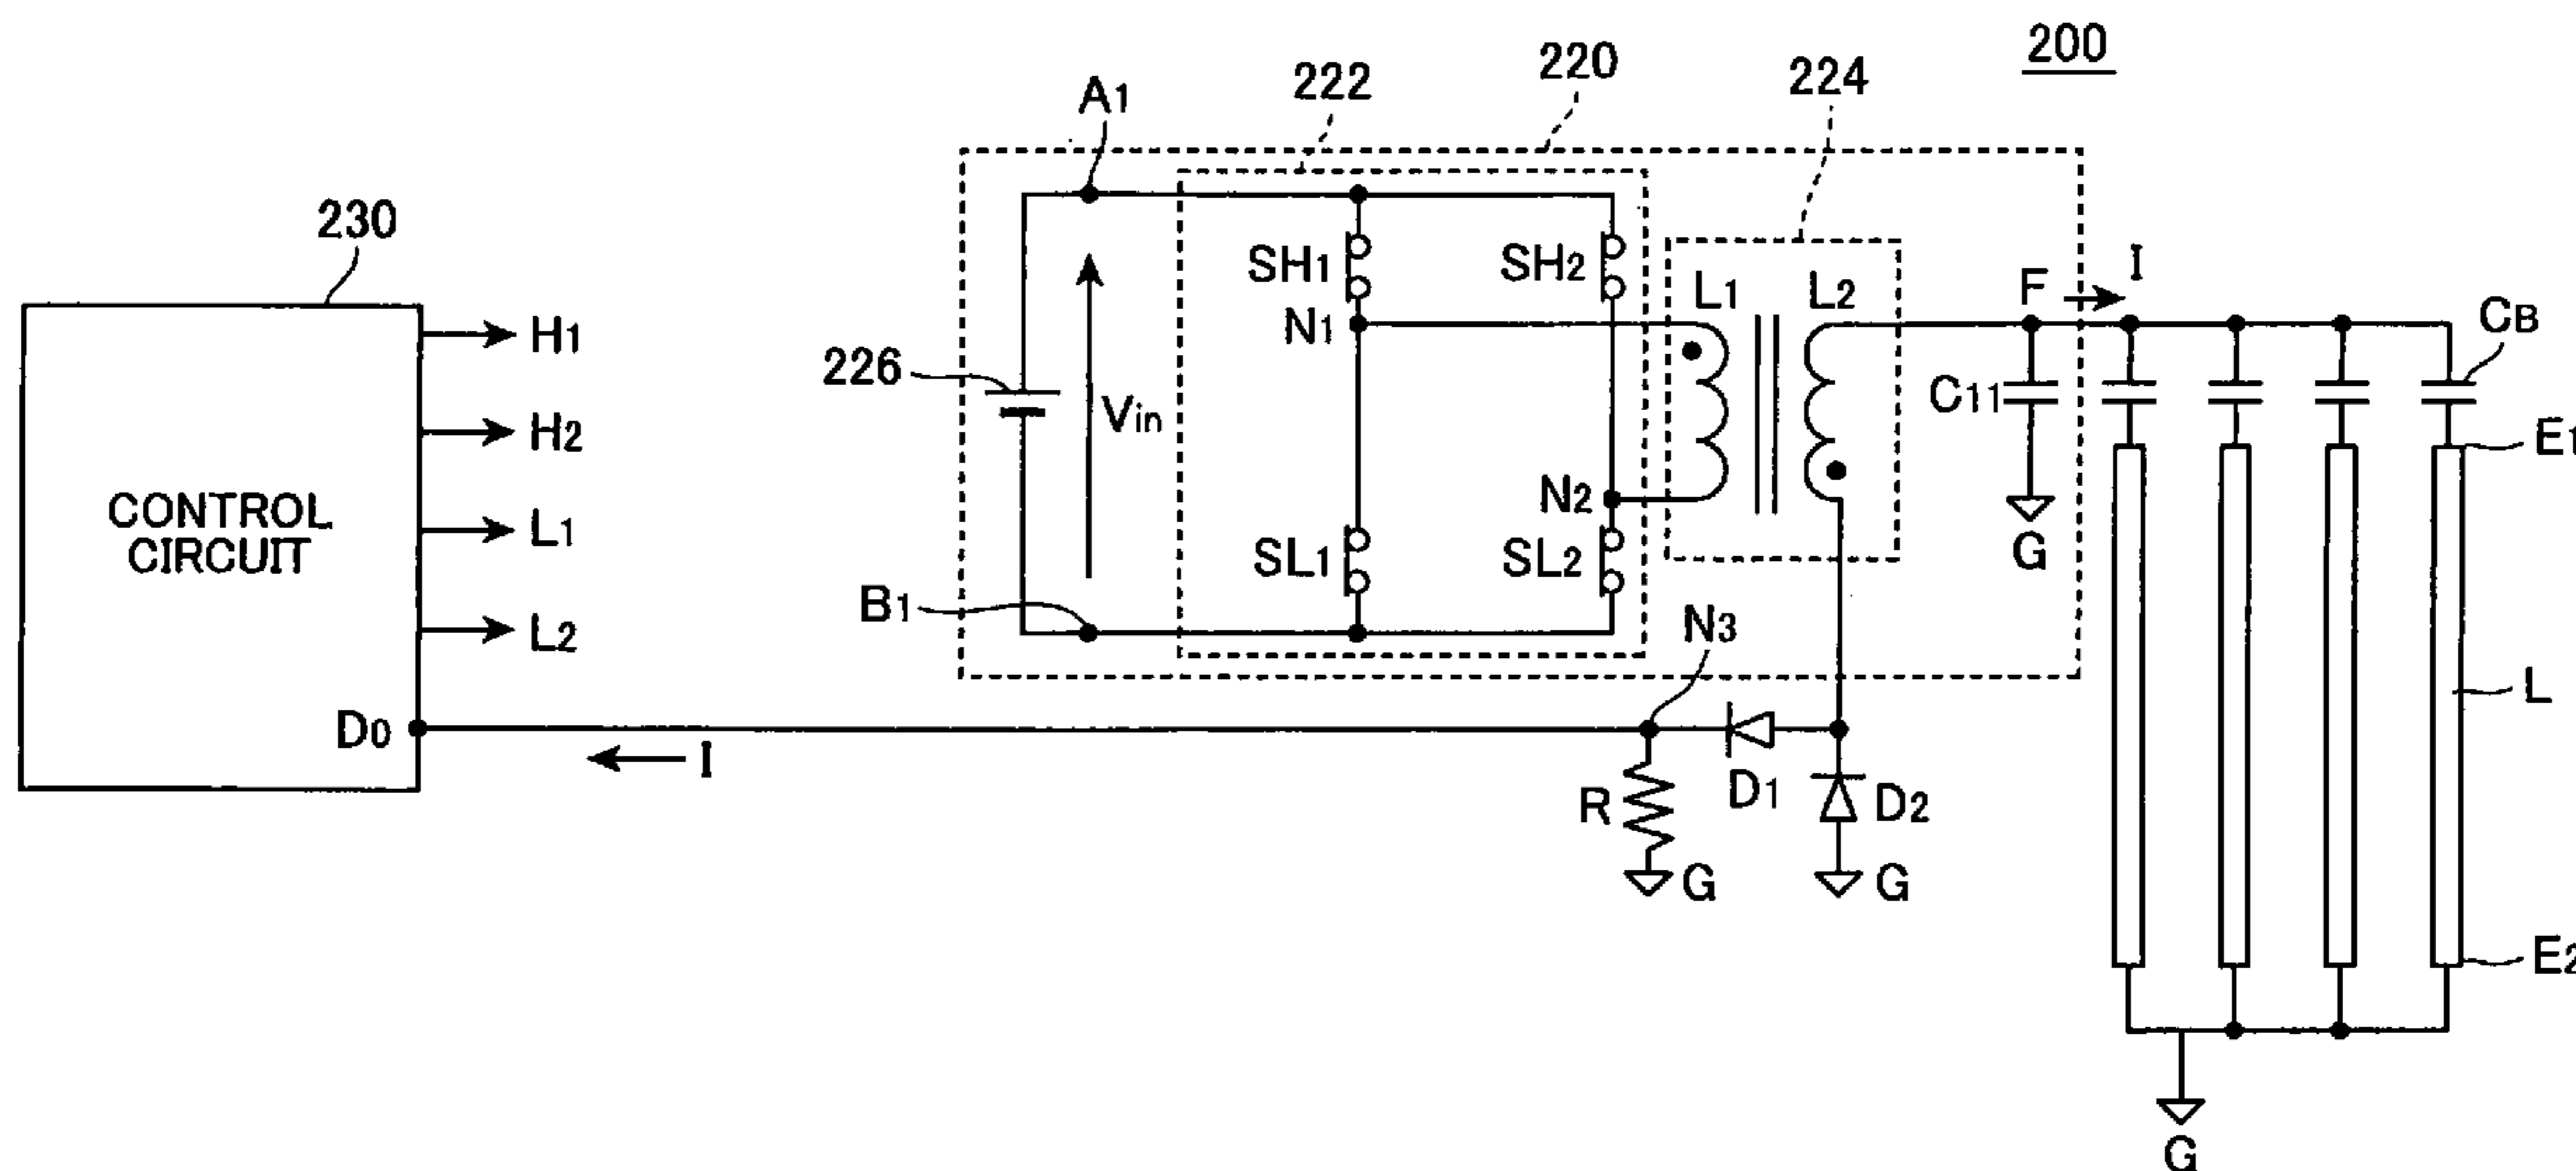 200
222
220
224
A1
230
SH1
SH2
L1
L2
F
I
H1
N1
CB
226
Vin
C11
H2
E1
CONTROL
CIRCUIT
N2
L1
SL1
SL2
G
B1
N3
L2
L
D0
I
R
D1
D2
G
G
E2
G